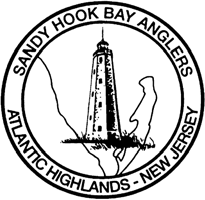 SANDY HOOK BAY ANGLERS
ATLANTIC HIGHLANDS - NEW JERSEY